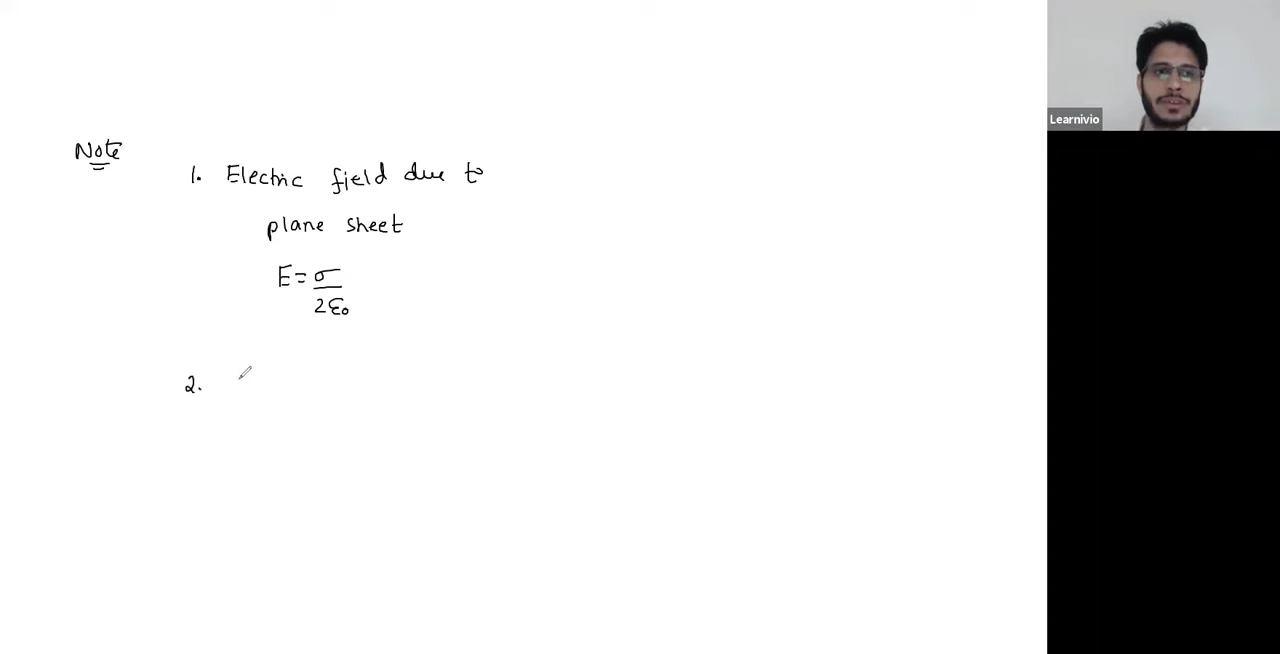 Note
1. Electric field due to
plane sheet
E = σ
2ε₀
2.
Learnivio